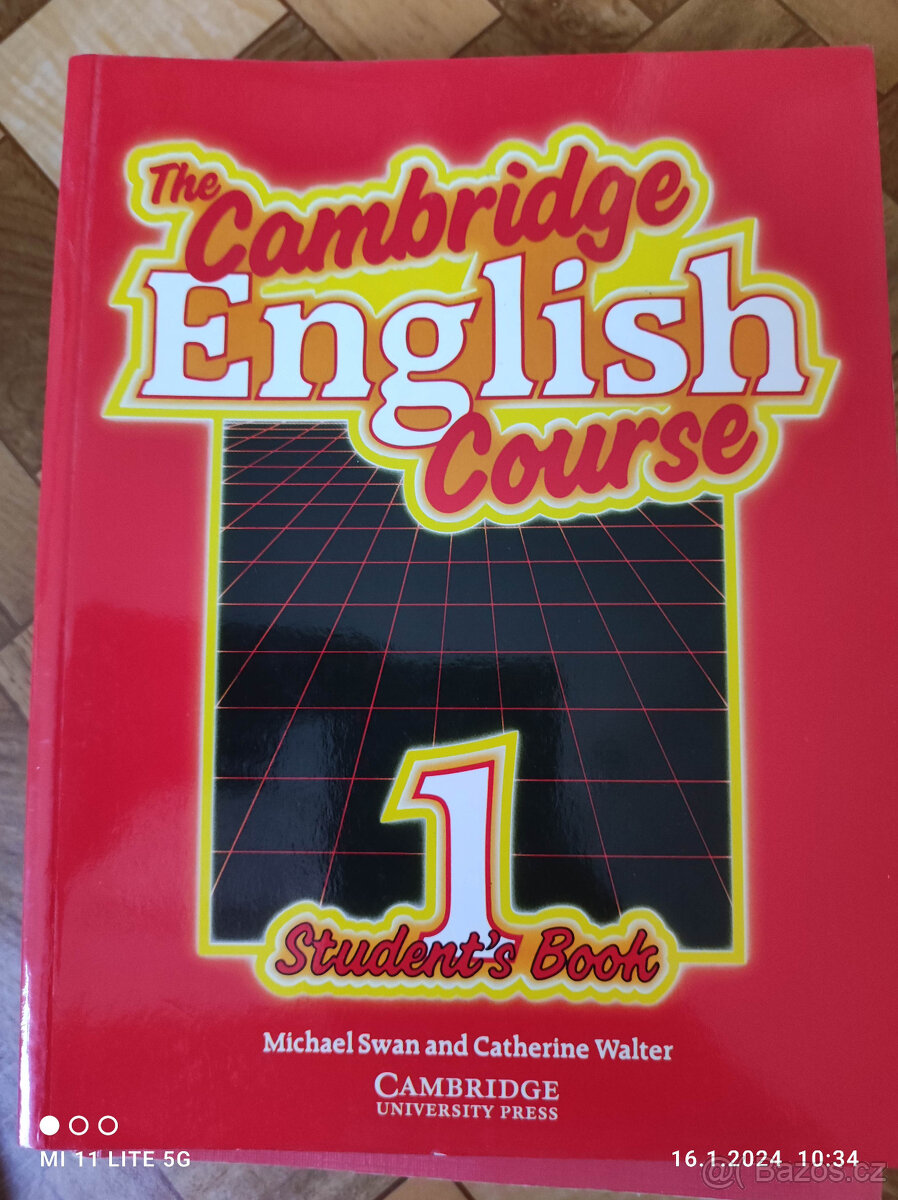 The
Cambridge
English
Course
1
Student's Book
Michael Swan and Catherine Walter
CAMBRIDGE
UNIVERSITY PRESS
MI 11 LITE 5G
16.1.2024 10:34
@ Bazos.cz